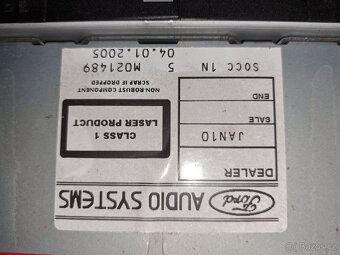 Ford AUDIO SYSTEMS
DEALER
JAN10
SALE
END
CLASS 1
LASER PRODUCT
NON-ROBUST COMPONENT
SCRAP IF DROPPED
SOCC 1N 5 M021489
04.01.2005